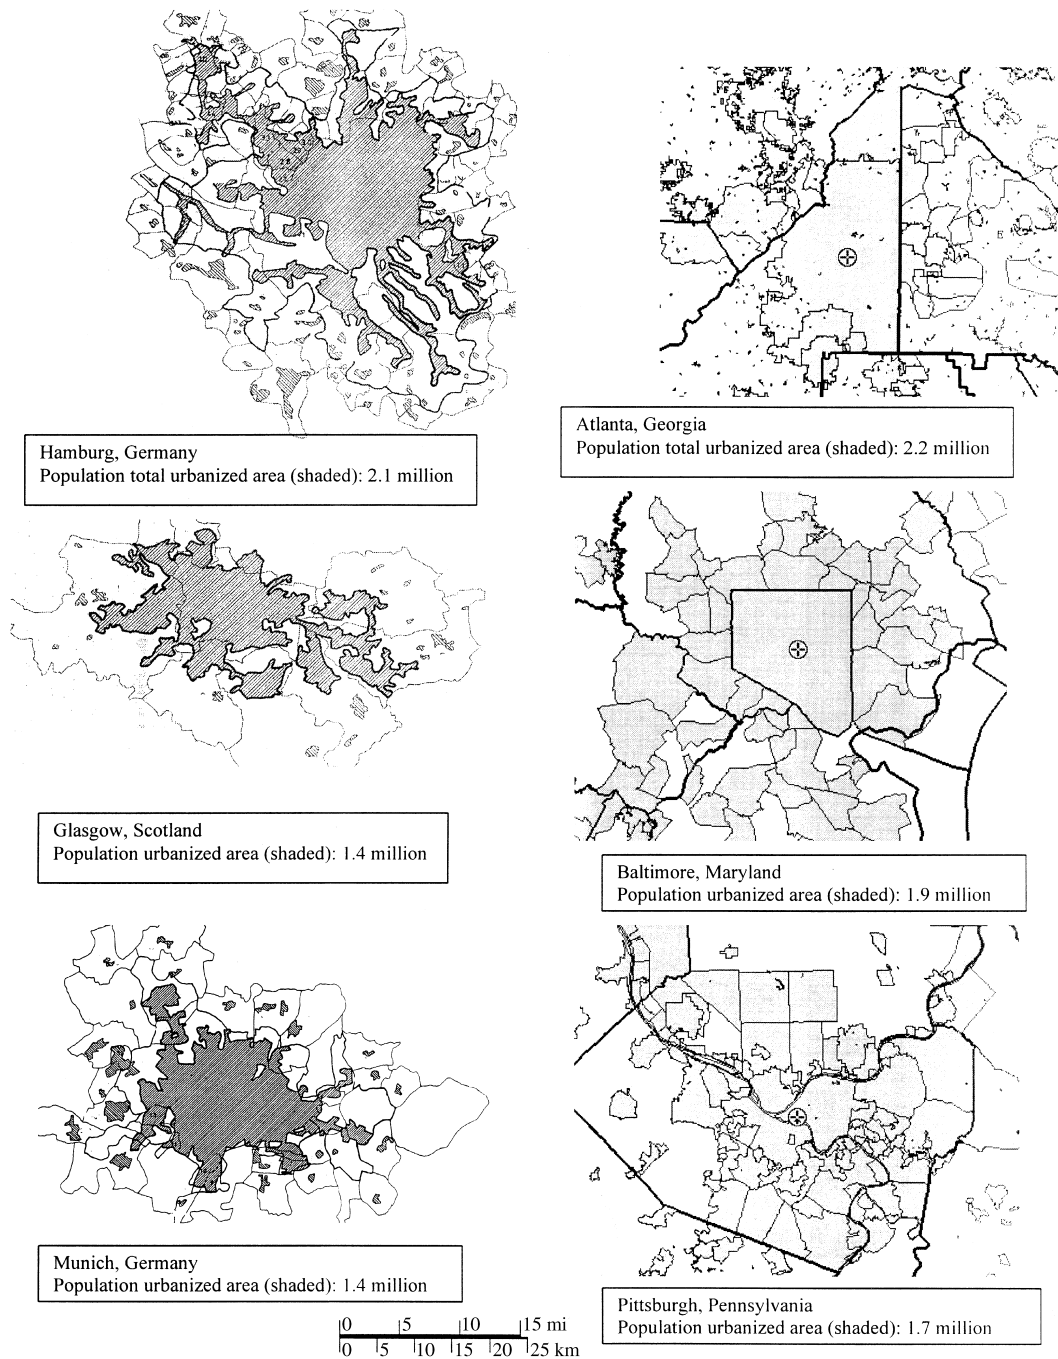 Hamburg, Germany
Population total urbanized area (shaded): 2.1 million
Atlanta, Georgia
Population total urbanized area (shaded): 2.2 million
Glasgow, Scotland
Population urbanized area (shaded): 1.4 million
Baltimore, Maryland
Population urbanized area (shaded): 1.9 million
Munich, Germany
Population urbanized area (shaded): 1.4 million
Pittsburgh, Pennsylvania
Population urbanized area (shaded): 1.7 million
0 5 10 15 mi
0 5 10 15 20 25 km